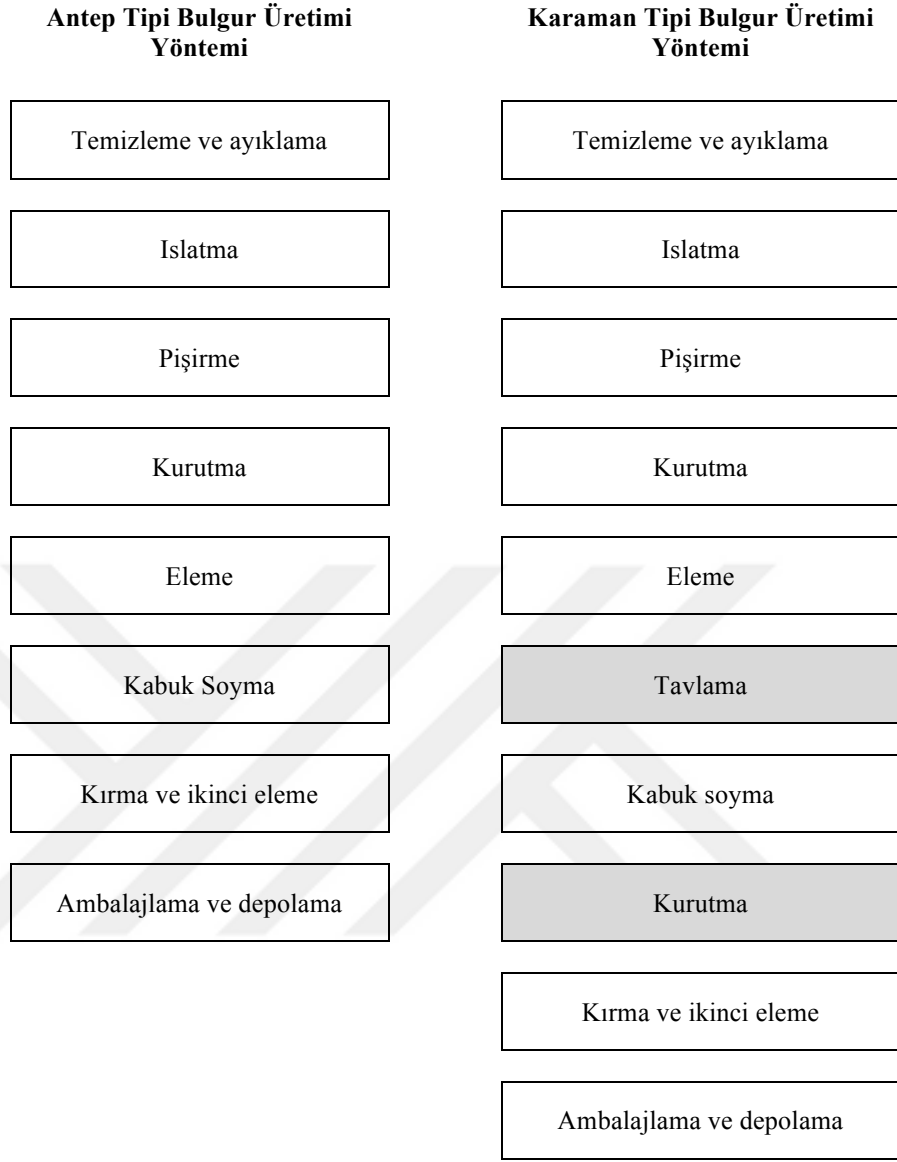 Antep Tipi Bulgur Üretimi
Yöntemi
Temizleme ve ayıklama
Islatma
Pişirme
Kurutma
Eleme
Kabuk Soyma
Kırma ve ikinci eleme
Ambalajlama ve depolama
Karaman Tipi Bulgur Üretimi
Yöntemi
Temizleme ve ayıklama
Islatma
Pişirme
Kurutma
Eleme
Tavlama
Kabuk soyma
Kurutma
Kırma ve ikinci eleme
Ambalajlama ve depolama